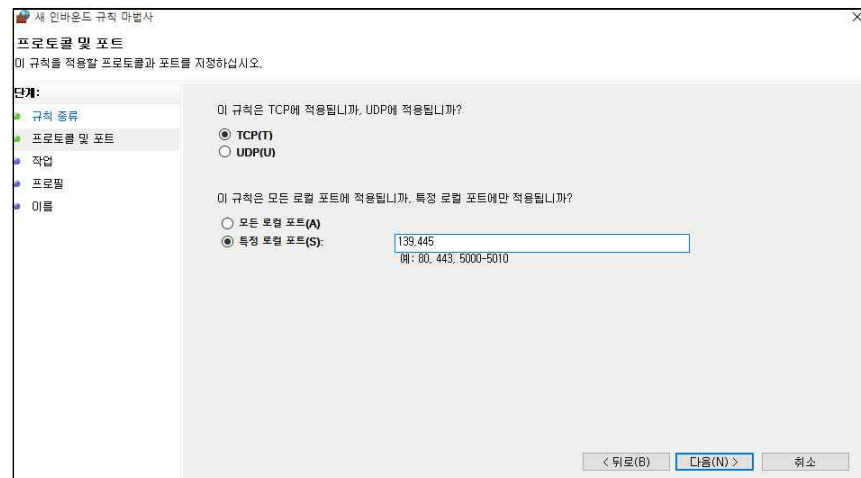 새 인바운드 규칙 마법사
프로토콜 및 포트
이 규칙을 적용할 프로토콜과 포트를 지정하십시오.
단계:
규칙 종류
프로토콜 및 포트
작업
프로필
이름
이 규칙은 TCP에 적용됩니까, UDP에 적용됩니까?
TCP(T)
UDP(U)
이 규칙은 모든 로컬 포트에 적용됩니까, 특정 로컬 포트에만 적용됩니까?
모든 로컬 포트(A)
특정 로컬 포트(S): 139,445
예: 80, 443, 5000-5010
< 뒤로(B) 다음(N) > 취소